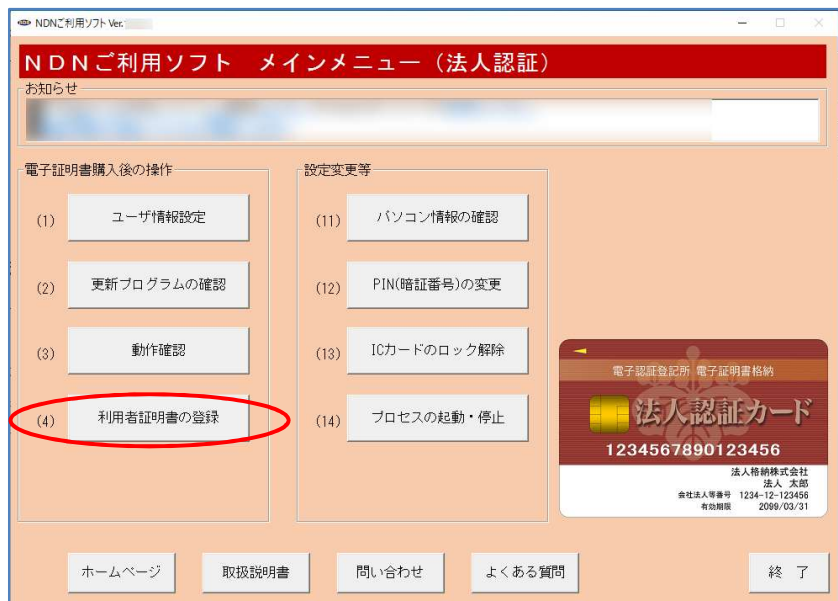 NDNご利用ソフト Ver.
NDNご利用ソフト メインメニュー（法人認証）
お知らせ
電子証明書購入後の操作
(1) ユーザ情報設定
(2) 更新プログラムの確認
(3) 動作確認
(4) 利用者証明書の登録
設定変更等
(11) パソコン情報の確認
(12) PIN(暗証番号)の変更
(13) ICカードのロック解除
(14) プロセスの起動・停止
電子認証登記所 電子証明書格納
法人認証カード
1234567890123456
法人格納株式会社
法人 太郎
会社法人等番号 1234-12-123456
有効期限 2099/03/31
ホームページ
取扱説明書
問い合わせ
よくある質問
終 了